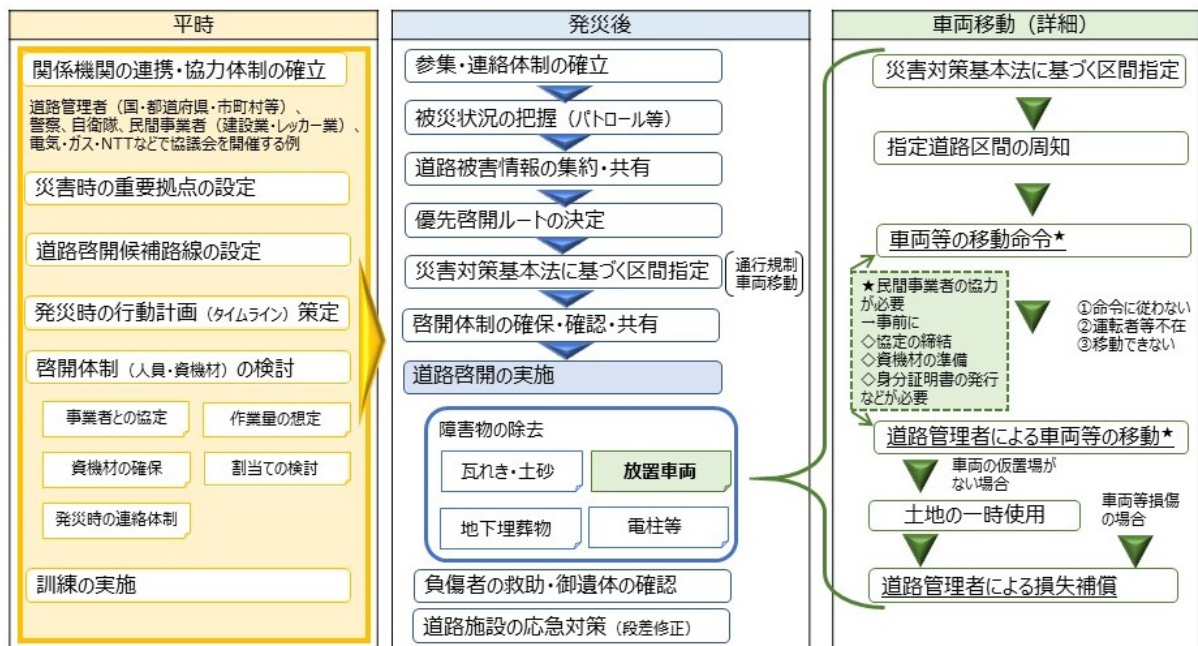 平時
関係機関の連携・協力体制の確立
道路管理者（国・都道府県・市町村等）、
警察、自衛隊、民間事業者（建設業・レッカー業）、
電気・ガス・NTTなどで協議会を開催する例
災害時の重要拠点の設定
道路啓開候補路線の設定
発災時の行動計画（タイムライン）策定
啓開体制（人員・資機材）の検討
事業者との協定
作業量の想定
資機材の確保
割当ての検討
発災時の連絡体制
訓練の実施
発災後
参集・連絡体制の確立
被災状況の把握（パトロール等）
道路被害情報の集約・共有
優先啓開ルートの決定
災害対策基本法に基づく区間指定
通行規制
車両移動
啓開体制の確保・確認・共有
道路啓開の実施
障害物の除去
瓦れき・土砂
放置車両
地下埋葬物
電柱等
負傷者の救助・御遺体の確認
道路施設の応急対策（段差修正）
車両移動（詳細）
災害対策基本法に基づく区間指定
指定道路区間の周知
車両等の移動命令★
★民間事業者の協力
が必要
→事前に
◇協定の締結
◇資機材の準備
◇身分証明書の発行
などが必要
①命令に従わない
②運転者等不在
③移動できない
道路管理者による車両等の移動★
車両の仮置場が
ない場合
土地の一時使用
車両等損傷
の場合
道路管理者による損失補償